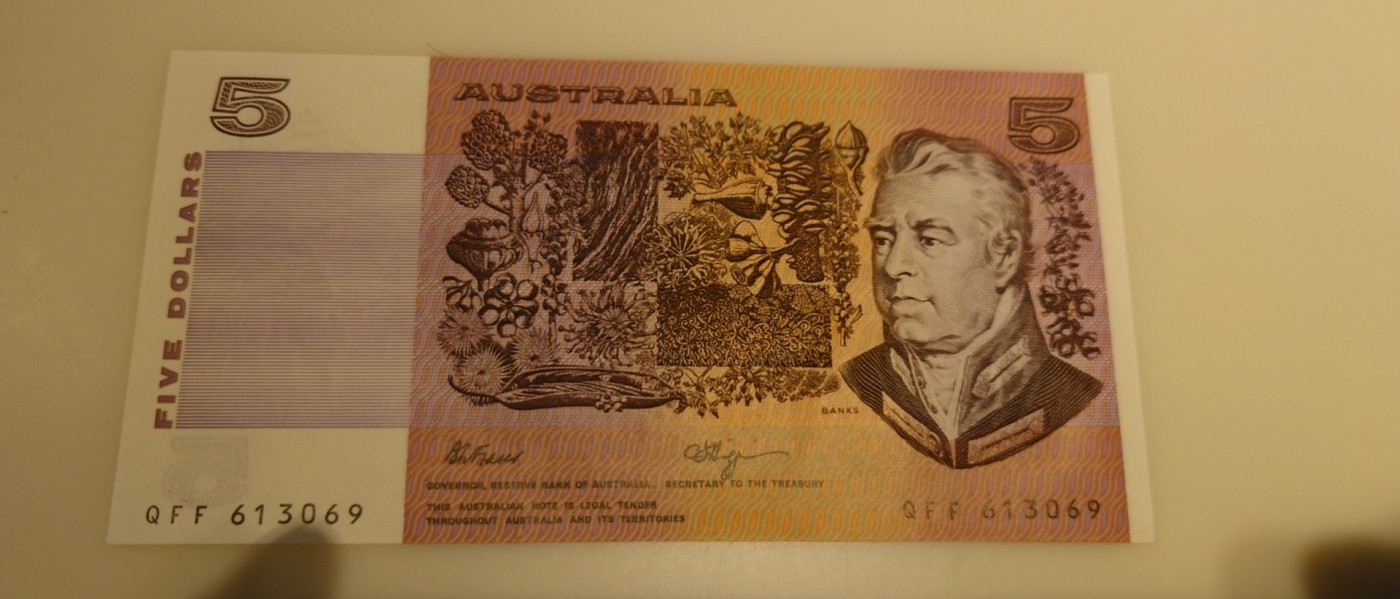 5
AUSTRALIA
5
FIVE DOLLARS
BANKS
GOVERNOR, RESERVE BANK OF AUSTRALIA. SECRETARY TO THE TREASURY
THIS AUSTRALIAN NOTE IS LEGAL TENDER
THROUGHOUT AUSTRALIA AND ITS TERRITORIES
QFF 613069
QFF 613069